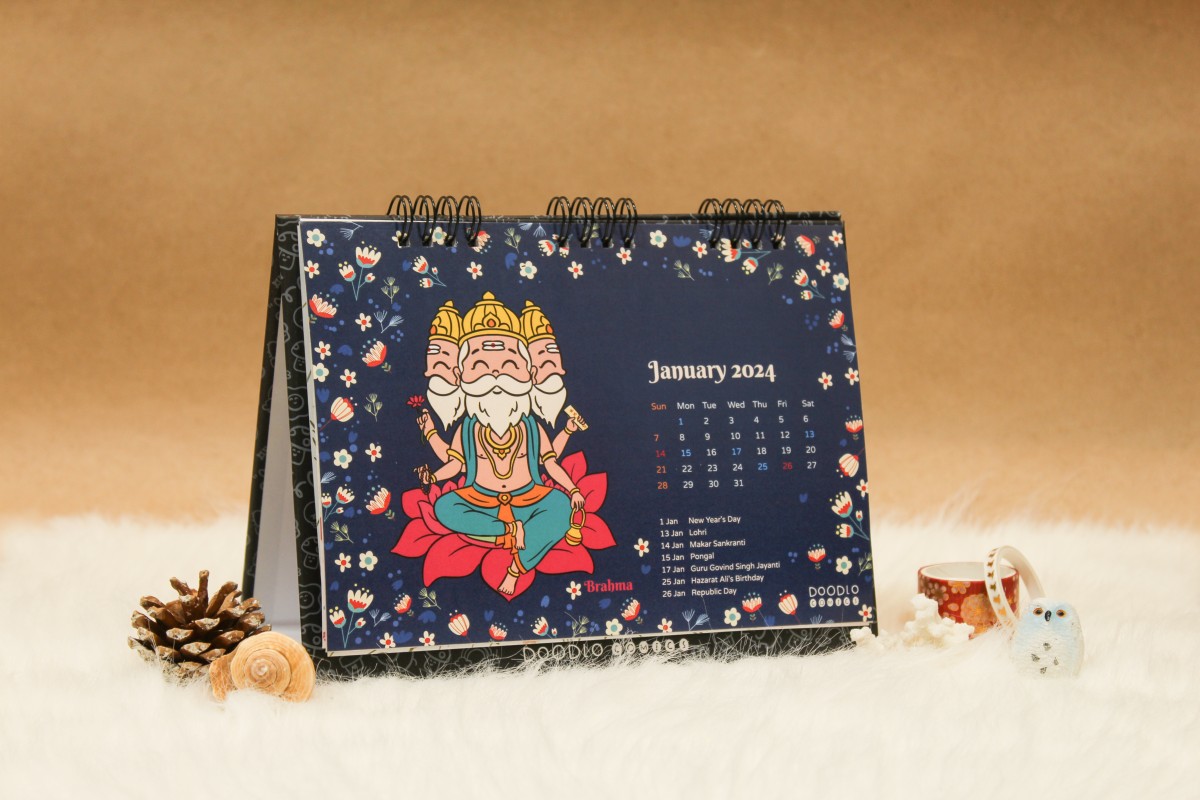 January 2024
Sun Mon Tue Wed Thu Fri Sat
1 2 3 4 5 6
7 8 9 10 11 12 13
14 15 16 17 18 19 20
21 22 23 24 25 26 27
28 29 30 31
1 Jan New Year's Day
13 Jan Lohri
14 Jan Makar Sankranti
15 Jan Pongal
17 Jan Guru Govind Singh Jayanti
25 Jan Hazarat Ali's Birthday
26 Jan Republic Day
Brahma
DOODLO
COMICS
DOODLO COMICS